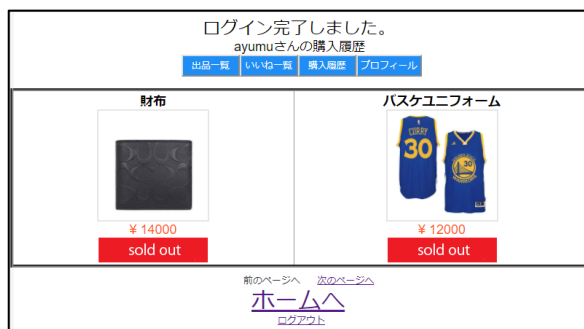 ログイン完了しました。
ayumuさんの購入履歴
出品一覧 いいね一覧 購入履歴 プロフィール
財布 バスケユニフォーム
CURRY
30 30
¥ 14000 ¥ 12000
sold out sold out
前のページへ 次のページへ
ホームへ
ログアウト